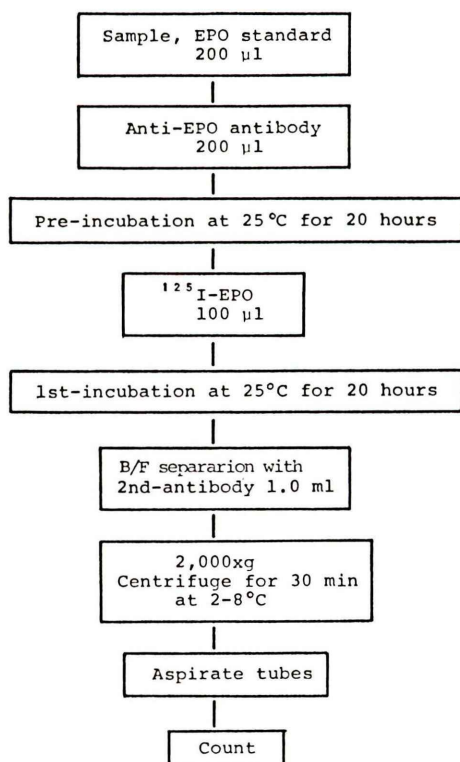 Sample, EPO standard
200 µl
Anti-EPO antibody
200 µl
Pre-incubation at 25°C for 20 hours
¹²⁵I-EPO
100 µl
1st-incubation at 25°C for 20 hours
B/F separarion with
2nd-antibody 1.0 ml
2,000xg
Centrifuge for 30 min
at 2-8°C
Aspirate tubes
Count